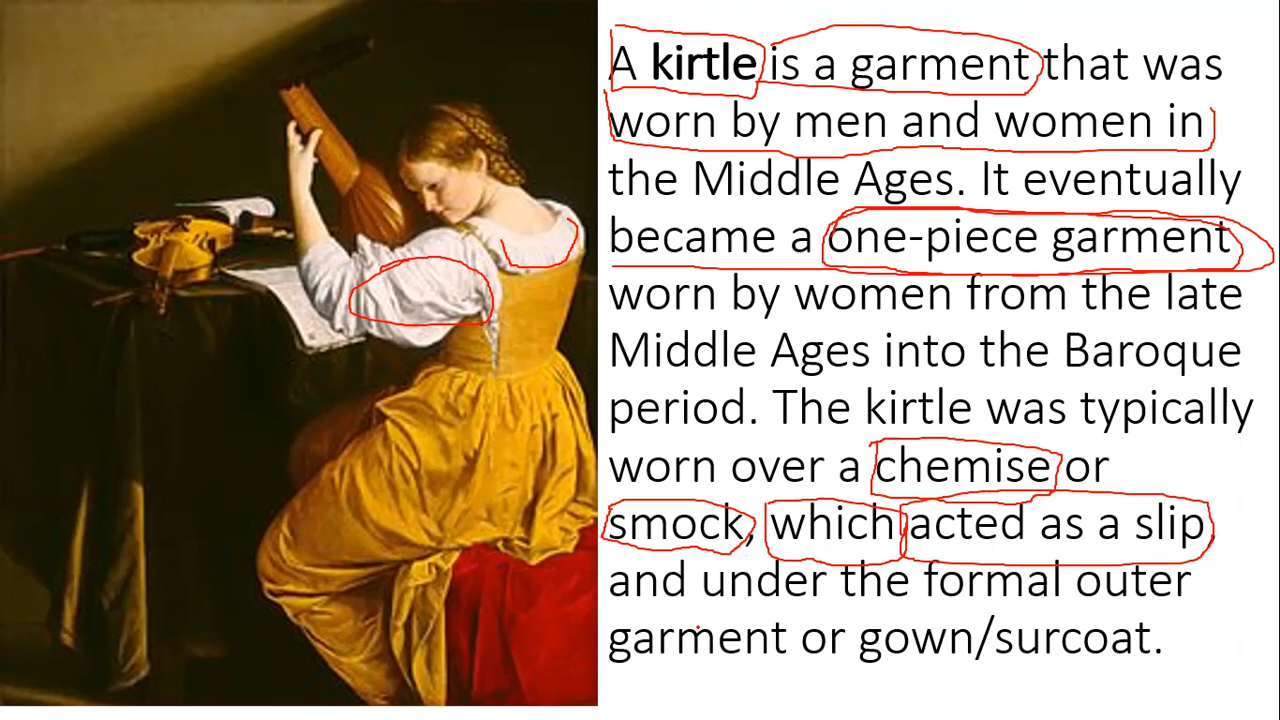 A kirtle is a garment that was
worn by men and women in
the Middle Ages. It eventually
became a one-piece garment
worn by women from the late
Middle Ages into the Baroque
period. The kirtle was typically
worn over a chemise or
smock, which acted as a slip,
and under the formal outer
garment or gown/surcoat.